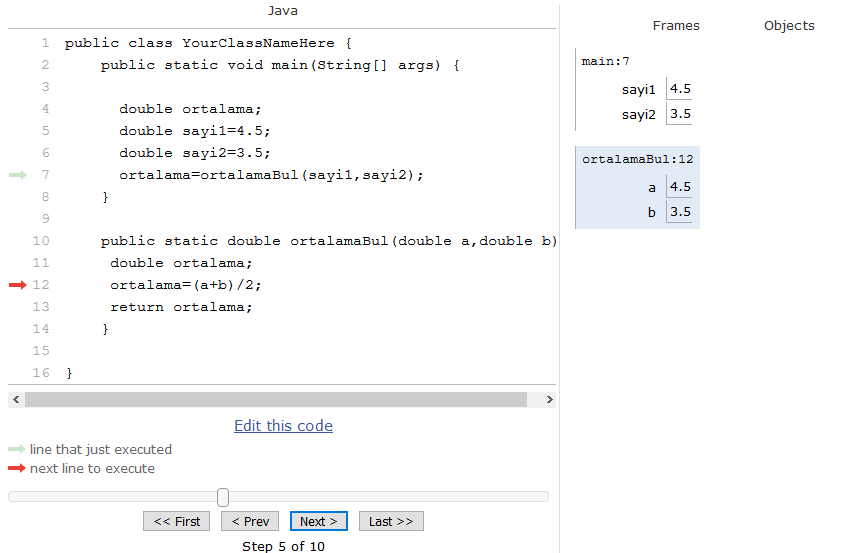 Java
1 public class YourClassNameHere {
2 public static void main(String[] args) {
3
4 double ortalama;
5 double sayi1=4.5;
6 double sayi2=3.5;
7 ortalama=ortalamaBul(sayi1,sayi2);
8 }
9
10 public static double ortalamaBul(double a,double b)
11 double ortalama;
12 ortalama=(a+b)/2;
13 return ortalama;
14 }
15
16 }
Edit this code
line that just executed
next line to execute
<< First < Prev Next > Last >>
Step 5 of 10
Frames Objects
main:7
sayi1 4.5
sayi2 3.5
ortalamaBul:12
a 4.5
b 3.5